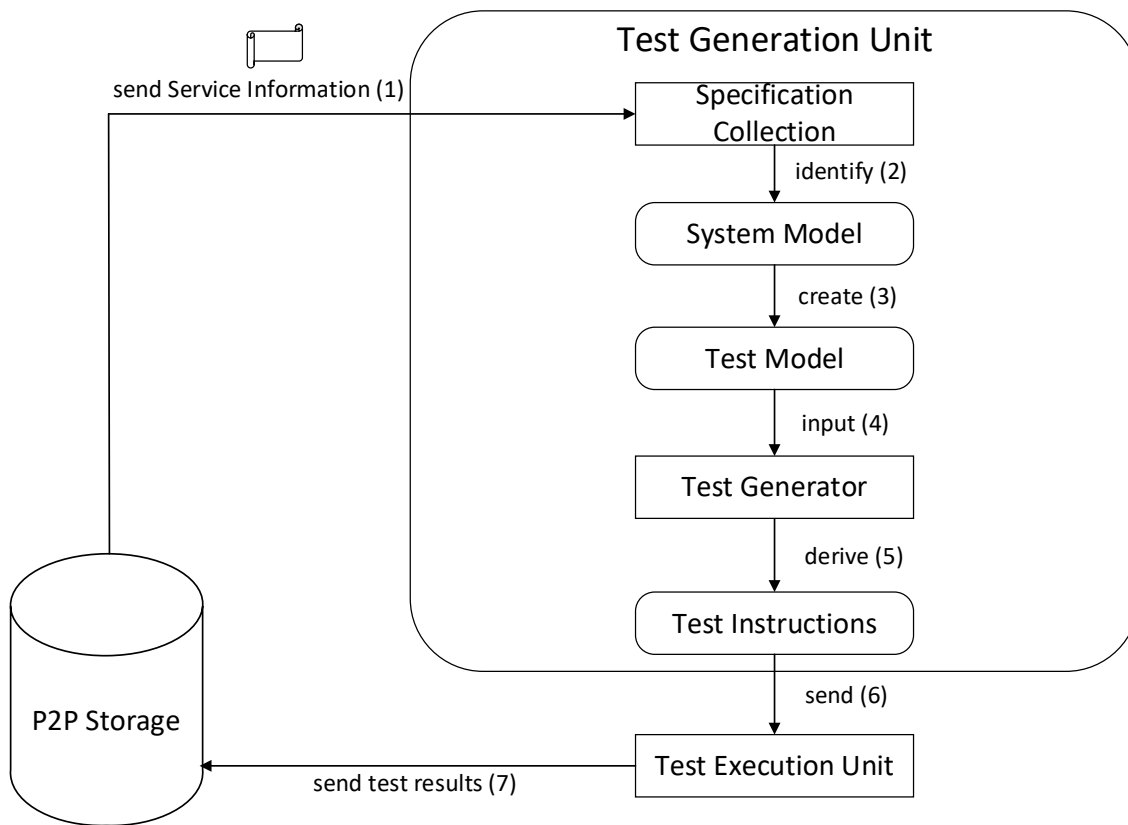 Test Generation Unit
send Service Information (1)
Specification
Collection
identify (2)
System Model
create (3)
Test Model
input (4)
Test Generator
derive (5)
Test Instructions
send (6)
P2P Storage
Test Execution Unit
send test results (7)